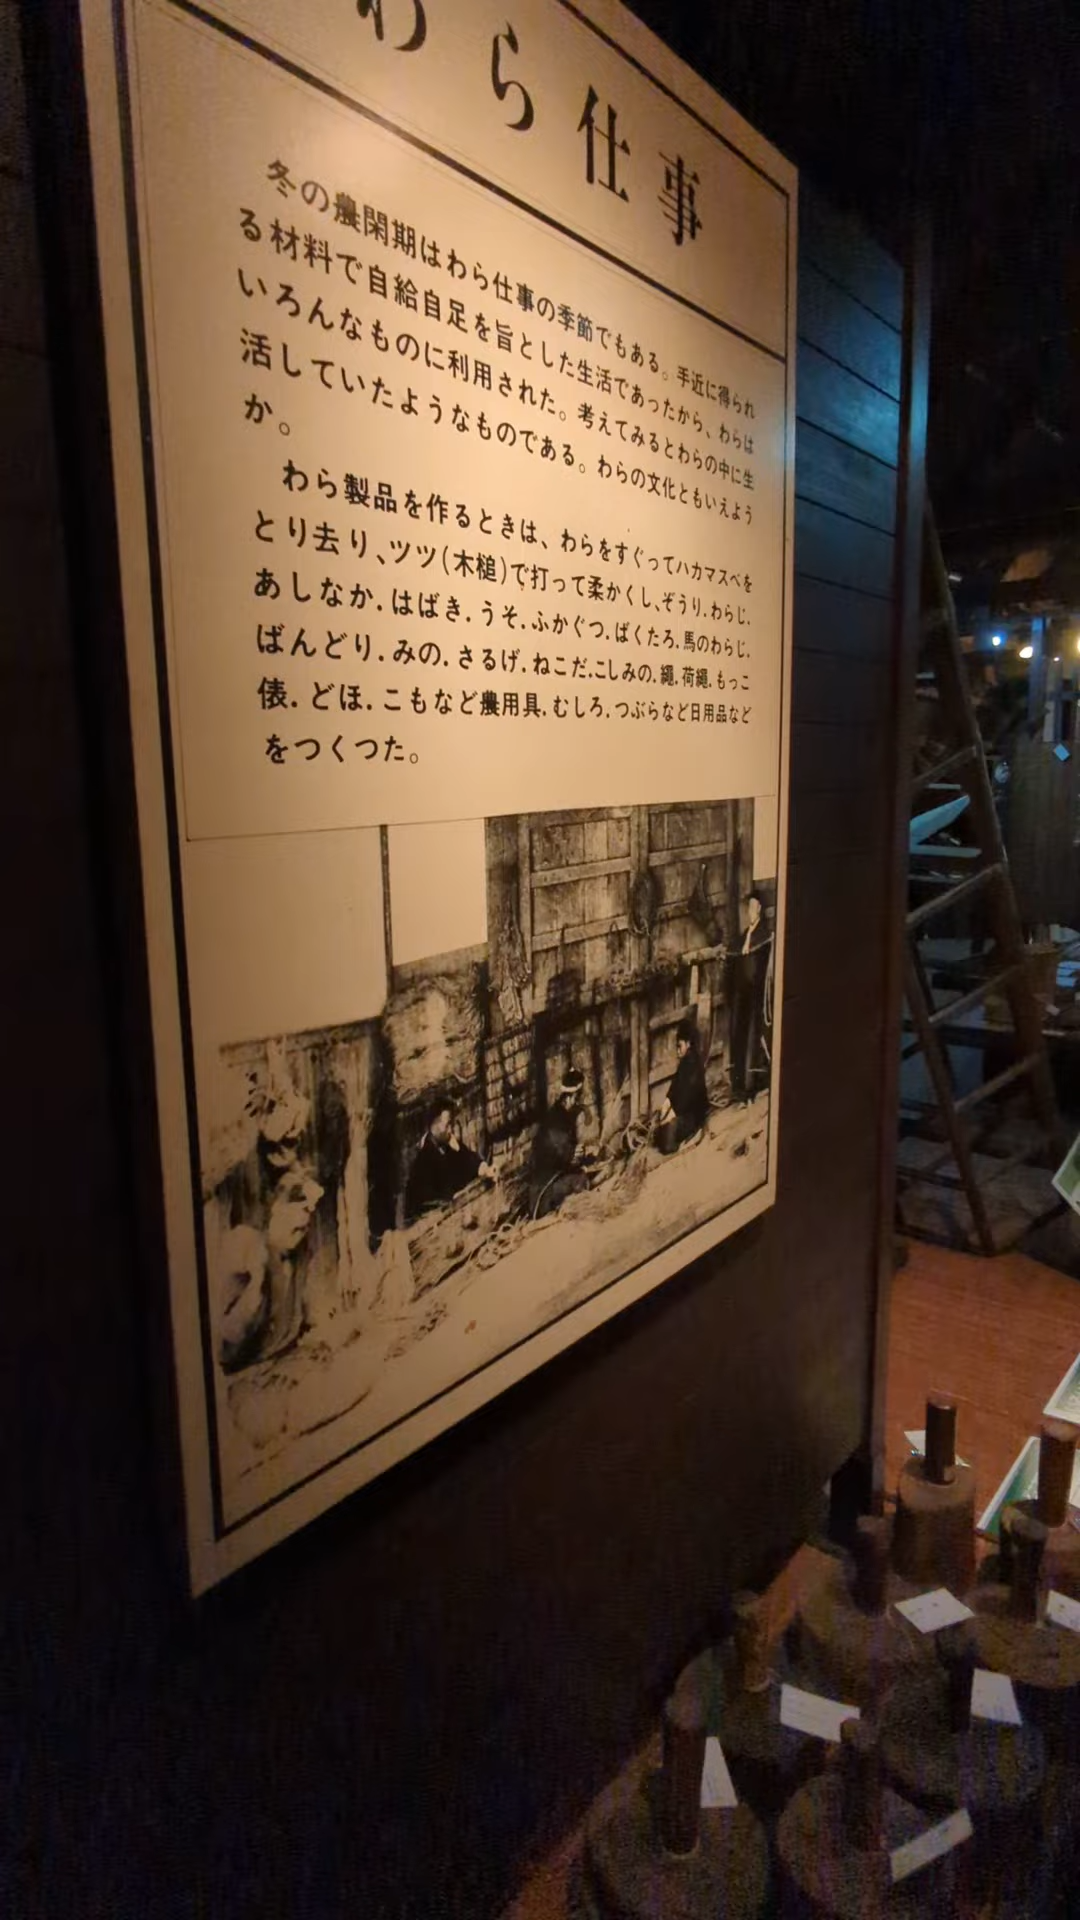 わら仕事
冬の農閑期はわら仕事の季節でもある。手近に得られ
る材料で自給自足を旨とした生活であったから、わらは
いろんなものに利用された。考えてみるとわらの中に生
活していたようなものである。わらの文化ともいえよう
か。
わら製品を作るときは、わらをすぐってハカマスベを
とり去り、ツツ(木槌)で打って柔かくし、ぞうり.わらじ.
あしなか.はばき.うそ.ふかぐつ.ばくたろ.馬のわらじ.
ばんどり.みの.さるげ.ねこだ.こしみの.縄.荷縄.もっこ
俵.どほ.こもなど農用具.むしろ.つぶらなど日用品など
をつくつた。